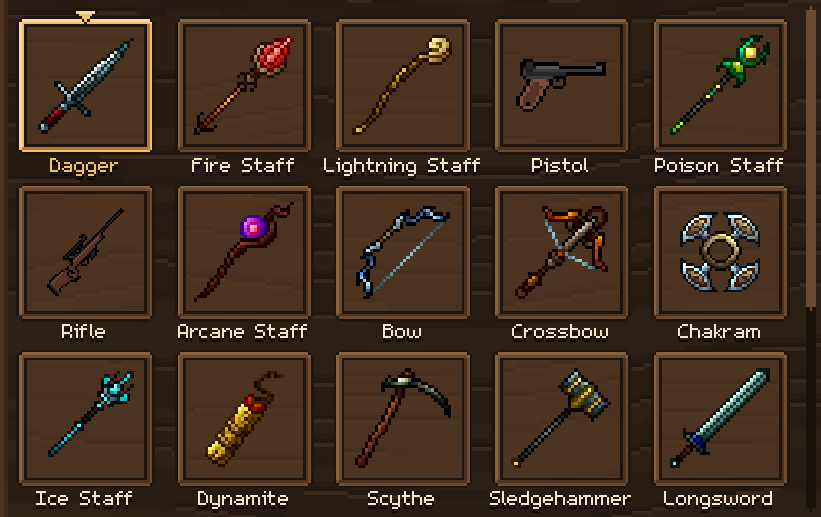 Dagger Fire Staff Lightning Staff Pistol Poison Staff
Rifle Arcane Staff Bow Crossbow Chakram
Ice Staff Dynamite Scythe Sledgehammer Longsword